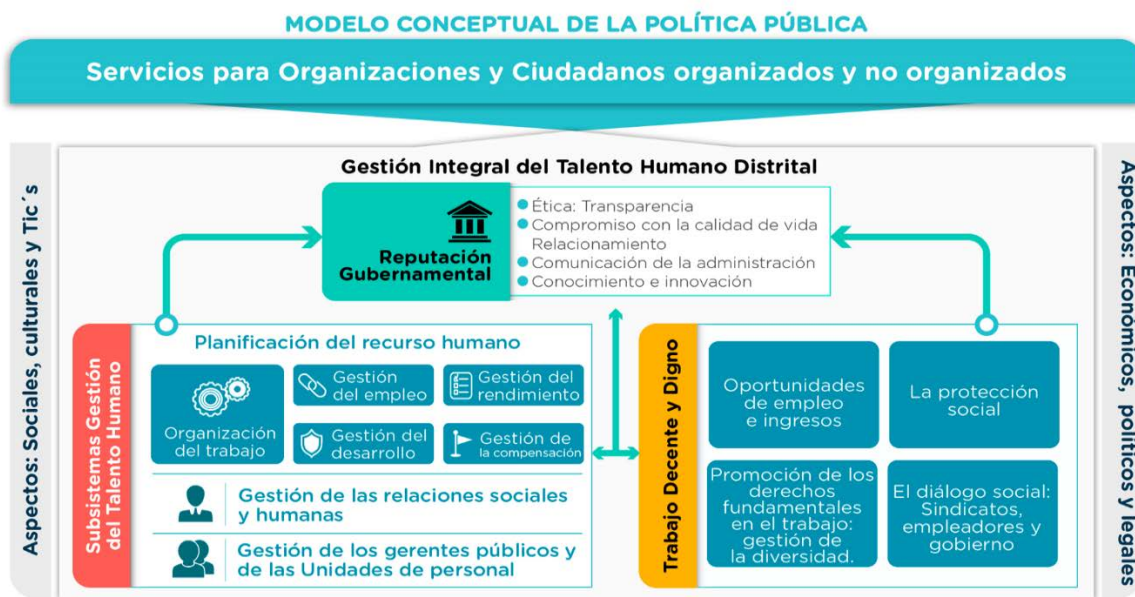 MODELO CONCEPTUAL DE LA POLÍTICA PÚBLICA
Servicios para Organizaciones y Ciudadanos organizados y no organizados
Aspectos: Sociales, culturales y Tic´s
Gestión Integral del Talento Humano Distrital
Reputación
Gubernamental
Ética: Transparencia
Compromiso con la calidad de vida
Relacionamiento
Comunicación de la administración
Conocimiento e innovación
Subsistemas Gestión
del Talento Humano
Planificación del recurso humano
Organización
del trabajo
Gestión
del empleo
Gestión del
rendimiento
Gestión del
desarrollo
Gestión de
la compensación
Gestión de las relaciones sociales
y humanas
Gestión de los gerentes públicos y
de las Unidades de personal
Trabajo Decente y Digno
Oportunidades
de empleo
e ingresos
La protección
social
Promoción de los
derechos
fundamentales
en el trabajo:
gestión de
la diversidad.
El diálogo social:
Sindicatos,
empleadores y
gobierno
Aspectos: Económicos, políticos y legales